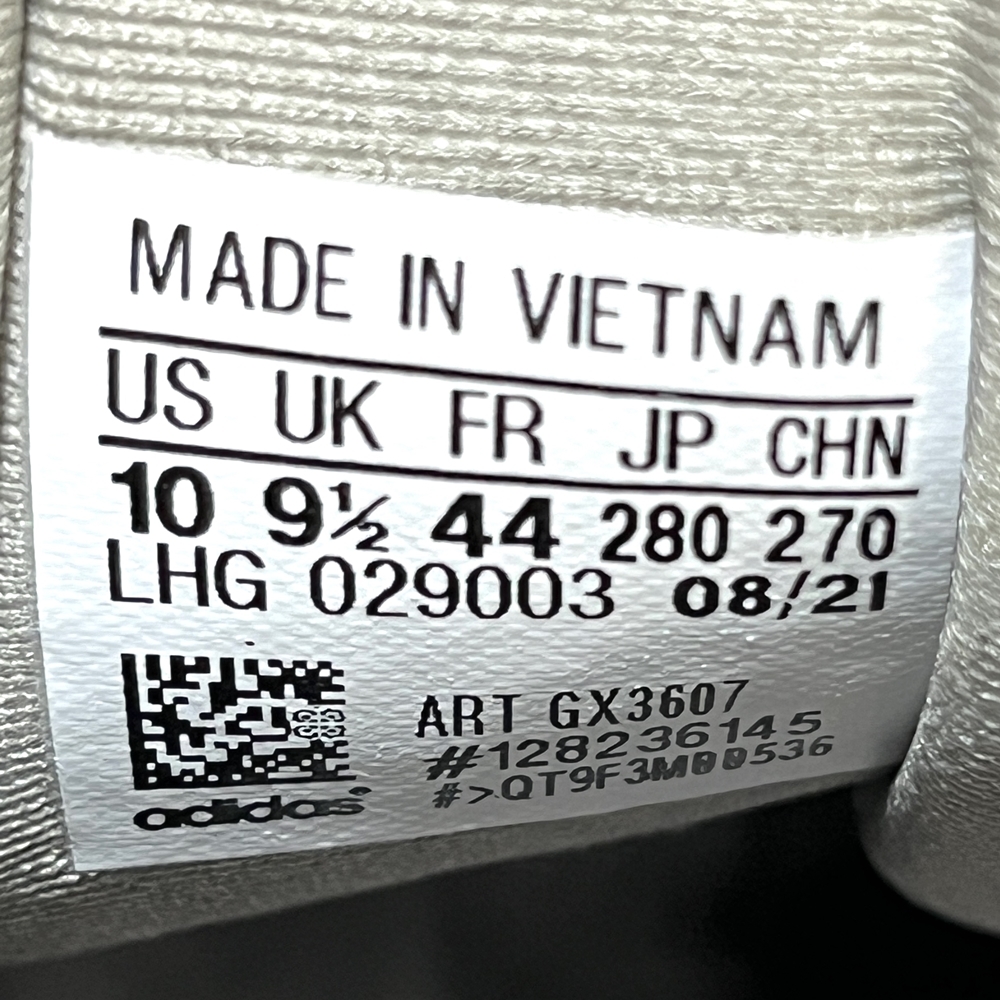 MADE IN VIETNAM
US UK FR JP CHN
10 9½ 44 280 270
LHG 029003 08/21
ART GX3607
#128236145
#>QT9F3M00536
adidas